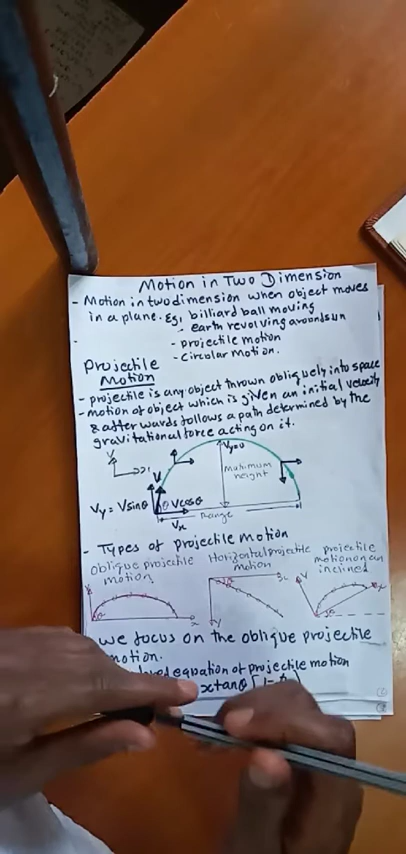 Motion in Two Dimension
- Motion in two dimension when object moves
in a plane. Eg, billiard ball moving
- earth revolving around sun
- projectile motion
- circular motion.
Projectile
Motion
- projectile is any object thrown obliquely into space
- motion of object which is given an initial velocity
& after wards follows a path determined by the
gravitational force acting on it.
Vy=0
Maximum
height
Vy = Vsinθ
θ Vcosθ
Vx
Range
- Types of projectile motion
oblique projectile
motion
Horizontal projectile
motion
projectile
motion on an
inclined
we focus on the oblique projectile
motion.
equation of projectile motion
xtanθ [1-